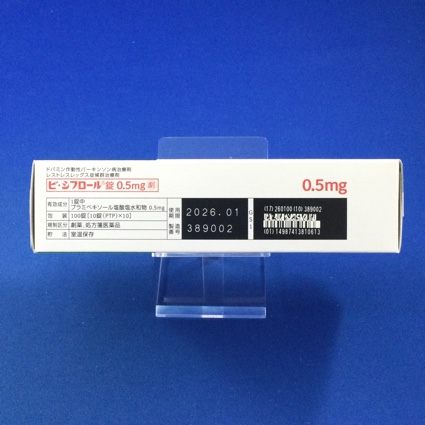 ドパミン作動性パーキンソン病治療剤
レストレスレッグス症候群治療剤
ビ・シフロール®錠 0.5mg 劇
0.5mg
有効成分 1錠中 プラミペキソール塩酸塩水和物 0.5mg
包装 100錠[10錠(PTP)×10]
規制区分 劇薬、処方箋医薬品
貯法 室温保存
使用期限 2026.01
製造番号 389002
GS1
(17)260100(10)389002
(01)14987413810613